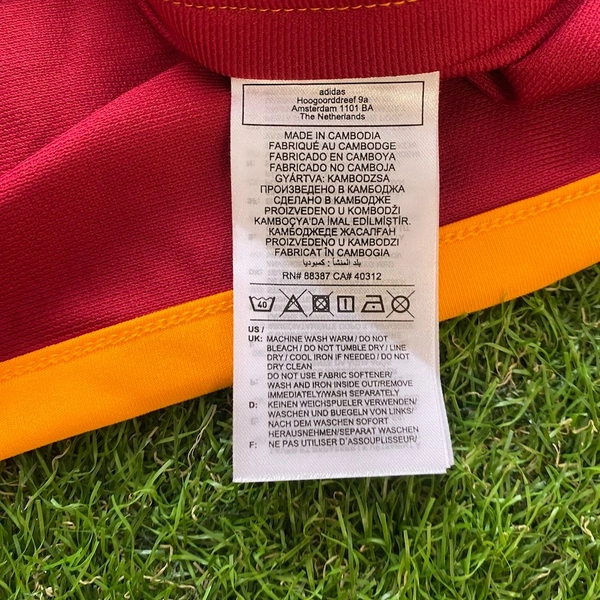 adidas
Hoogoorddreef 9a
Amsterdam 1101 BA
The Netherlands
MADE IN CAMBODIA
FABRIQUÉ AU CAMBODGE
FABRICADO EN CAMBOYA
FABRICADO NO CAMBOJA
GYÁRTVA: KAMBODZSA
ПРОИЗВЕДЕНО В КАМБОДЖА
СДЕЛАНО В КАМБОДЖЕ
PROIZVEDENO U KOMBODŽI
KAMBOÇYA'DA İMAL EDİLMİŞTİR.
КАМБОДЖЕДЕ ЖАСАЛҒАН
PROIZVEDENO U KAMBODZI
FABRICAT ÎN CAMBOGIA
بلد المنشأ : كمبوديا
RN# 88387 CA# 40312
40
US /
UK: MACHINE WASH WARM / DO NOT
BLEACH / DO NOT TUMBLE DRY / LINE
DRY / COOL IRON IF NEEDED / DO NOT
DRY CLEAN
DO NOT USE FABRIC SOFTENER/
WASH AND IRON INSIDE OUT/REMOVE
IMMEDIATELY/WASH SEPARATELY
D: KEINEN WEICHSPUELER VERWENDEN/
WASCHEN UND BUEGELN VON LINKS/
NACH DEM WASCHEN SOFORT
HERAUSNEHMEN/SEPARAT WASCHEN
F: NE PAS UTILISER D'ASSOUPLISSEUR/